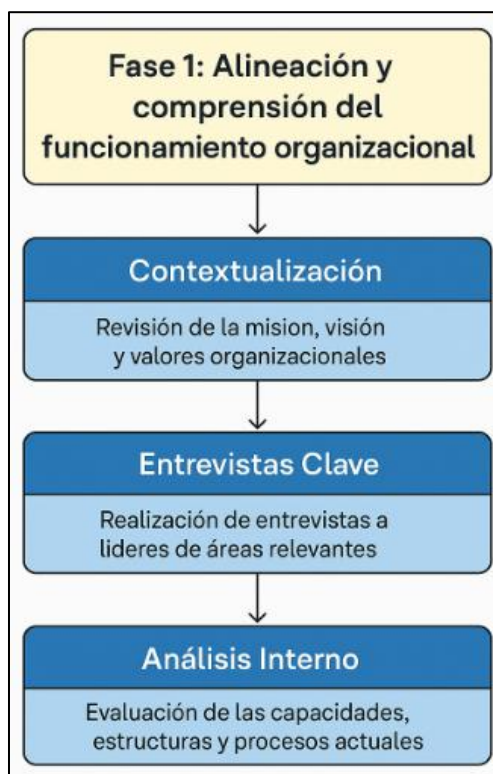 Fase 1: Alineación y
comprensión del
funcionamiento organizacional
Contextualización
Revisión de la mision, visión
y valores organizacionales
Entrevistas Clave
Realización de entrevistas a
lideres de áreas relevantes
Análisis Interno
Evaluación de las capacidades,
estructuras y procesos actuales